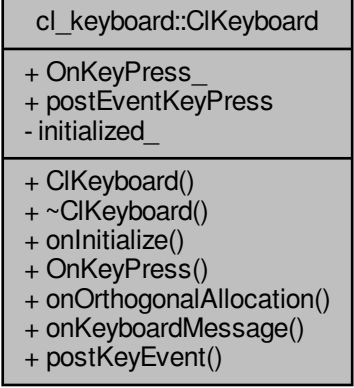 cl_keyboard::ClKeyboard
+ OnKeyPress_
+ postEventKeyPress
- initialized_
+ ClKeyboard()
+ ~ClKeyboard()
+ onInitialize()
+ OnKeyPress()
+ onOrthogonalAllocation()
+ onKeyboardMessage()
+ postKeyEvent()